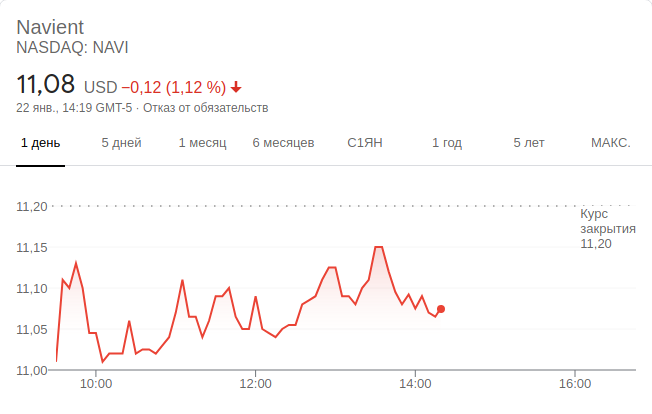 Navient
NASDAQ: NAVI
11,08 USD −0,12 (1,12 %)
22 янв., 14:19 GMT-5 · Отказ от обязательств
1 день 5 дней 1 месяц 6 месяцев С1ЯН 1 год 5 лет МАКС.
11,20
Курс
закрытия
11,20
11,15
11,10
11,05
11,00
10:00 12:00 14:00 16:00